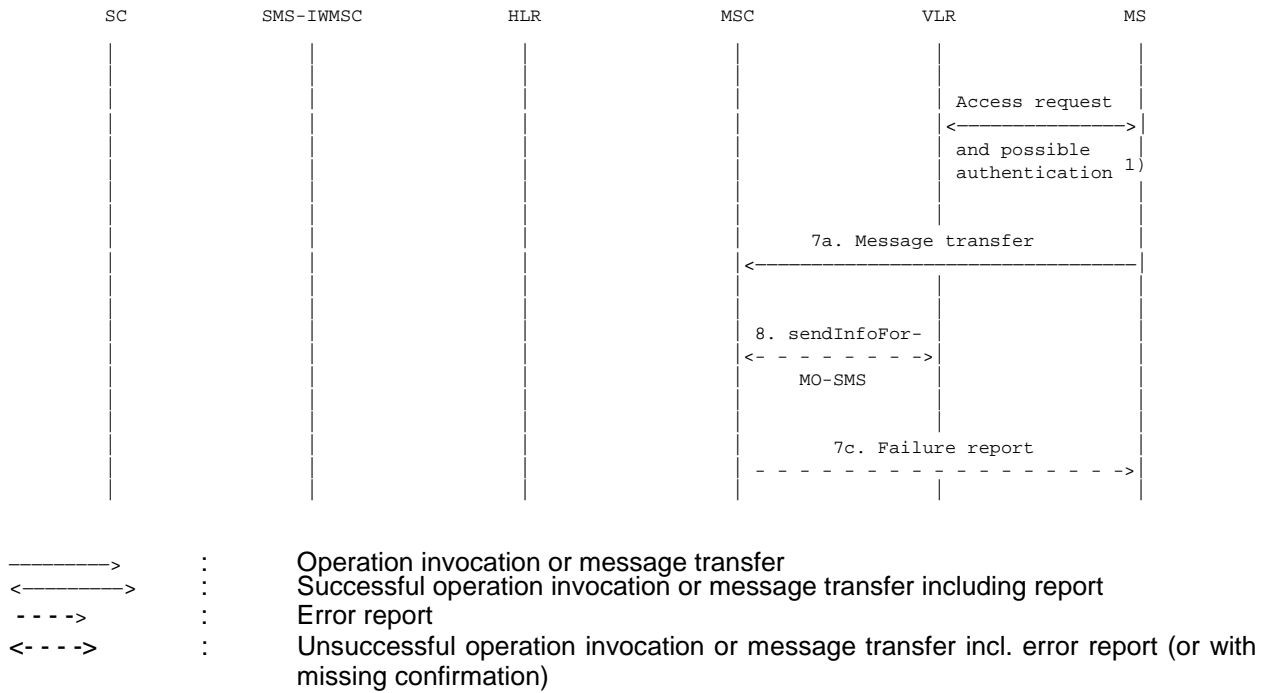 SC SMS-IWMSC HLR MSC VLR MS
Access request
<———————————————>
and possible
authentication 1)
7a. Message transfer
<——————————————————————————————————
8. sendInfoFor-
<- - - - - - - ->
MO-SMS
7c. Failure report
- - - - - - - - - - - - - - - - ->
—————————> : Operation invocation or message transfer
<—————————> : Successful operation invocation or message transfer including report
- - - -> : Error report
<- - - -> : Unsuccessful operation invocation or message transfer incl. error report (or with
missing confirmation)